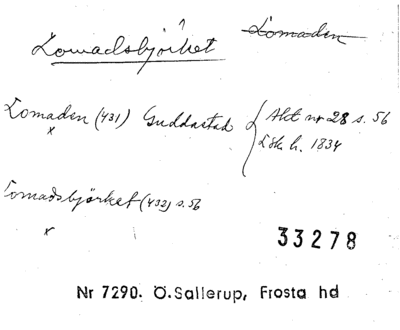 Lomadsbjörket Lomaden
Lomaden (431) Guddastad { Akt nr 28 s. 56
x Lsk h. 1834
Lomadsbjörket (432) s. 56
x
33278
Nr 7290. Ö.Sallerup, Frosta hd